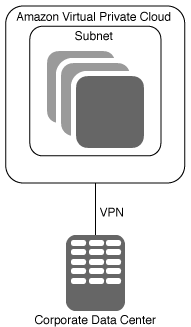 Amazon Virtual Private Cloud
Subnet
VPN
Corporate Data Center